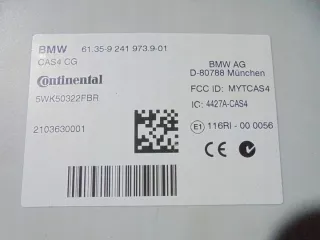 BMW 61.35-9 241 973.9-01
CAS4 CG
Continental
5WK50322FBR
2103630001
BMW AG
D-80788 München
FCC ID: MYTCAS4
IC: 4427A-CAS4
E1 116RI-00 0056